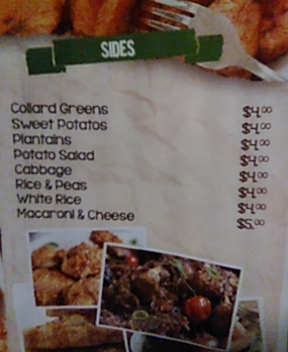 SIDES
Collard Greens $4.00
Sweet Potatos $4.00
Plantains $4.00
Potato Salad $4.00
Cabbage $4.00
Rice & Peas $4.00
White Rice $4.00
Macaroni & Cheese $5.00